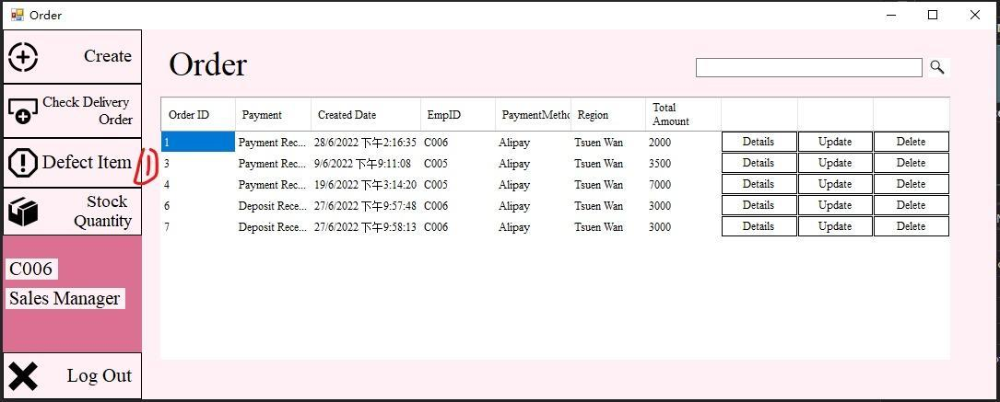 Order
Create
Order
Check Delivery
Order
Defect Item
(1)
Stock
Quantity
C006
Sales Manager
Log Out
Order ID Payment Created Date EmpID PaymentMetho Region Total Amount
1 Payment Rec... 28/6/2022 下午2:16:35 C006 Alipay Tsuen Wan 2000 Details Update Delete
3 Payment Rec... 9/6/2022 下午9:11:08 C005 Alipay Tsuen Wan 3500 Details Update Delete
4 Payment Rec... 19/6/2022 下午3:14:20 C005 Alipay Tsuen Wan 7000 Details Update Delete
6 Deposit Rece... 27/6/2022 下午9:57:48 C006 Alipay Tsuen Wan 3000 Details Update Delete
7 Deposit Rece... 27/6/2022 下午9:58:13 C006 Alipay Tsuen Wan 3000 Details Update Delete